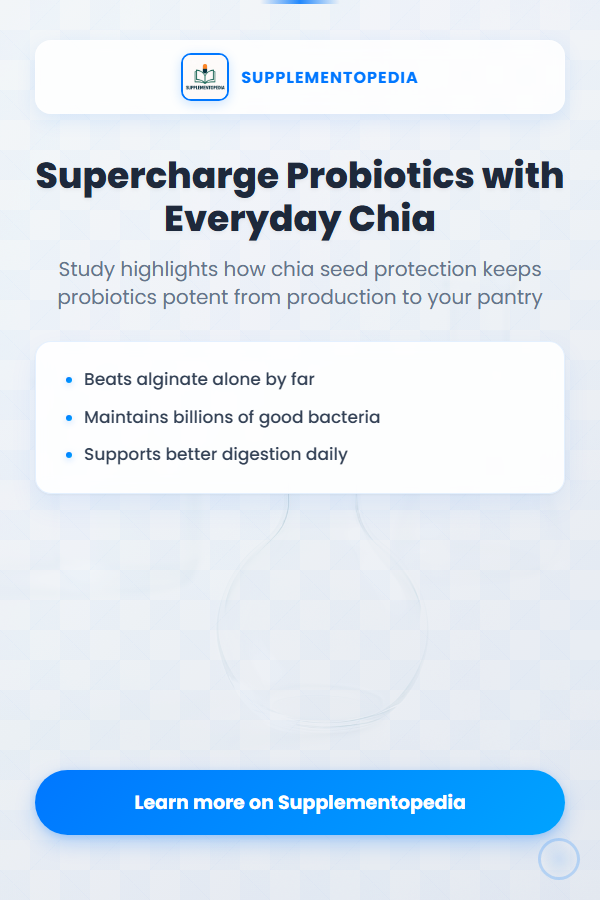 SUPPLEMENTOPEDIA
SUPPLEMENTOPEDIA
Supercharge Probiotics with
Everyday Chia
Study highlights how chia seed protection keeps
probiotics potent from production to your pantry
Beats alginate alone by far
Maintains billions of good bacteria
Supports better digestion daily
Learn more on Supplementopedia